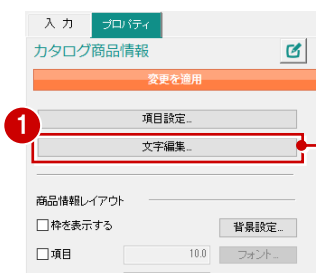 入力 プロパティ
カタログ商品情報
変更を適用
項目設定...
1
文字編集...
商品情報レイアウト
枠を表示する 背景設定...
項目 10.0 フォント...